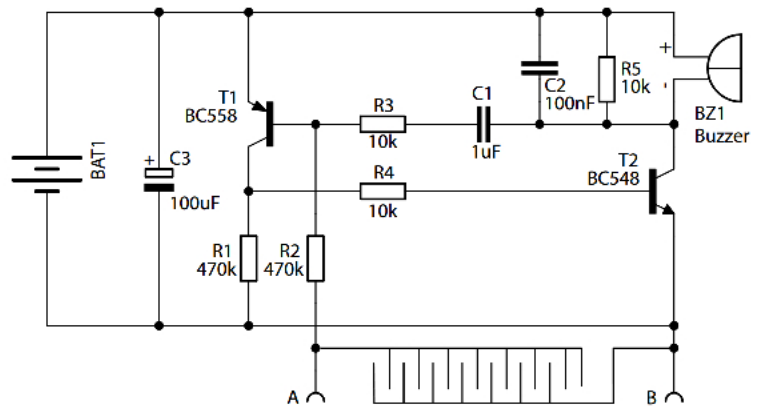 BAT1
+
C3
100uF
T1
BC558
R1
470k
R2
470k
R3
10k
R4
10k
C1
1uF
C2
100nF
R5
10k
+
-
BZ1
Buzzer
T2
BC548
A
B